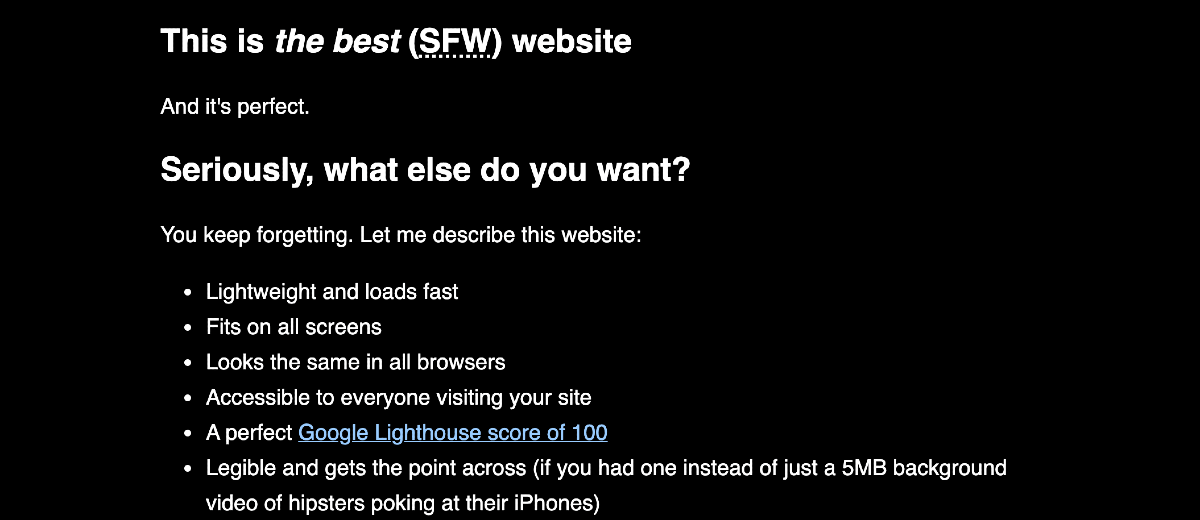 This is the best (SFW) website
And it's perfect.
Seriously, what else do you want?
You keep forgetting. Let me describe this website:
• Lightweight and loads fast
• Fits on all screens
• Looks the same in all browsers
• Accessible to everyone visiting your site
• A perfect Google Lighthouse score of 100
• Legible and gets the point across (if you had one instead of just a 5MB background
video of hipsters poking at their iPhones)